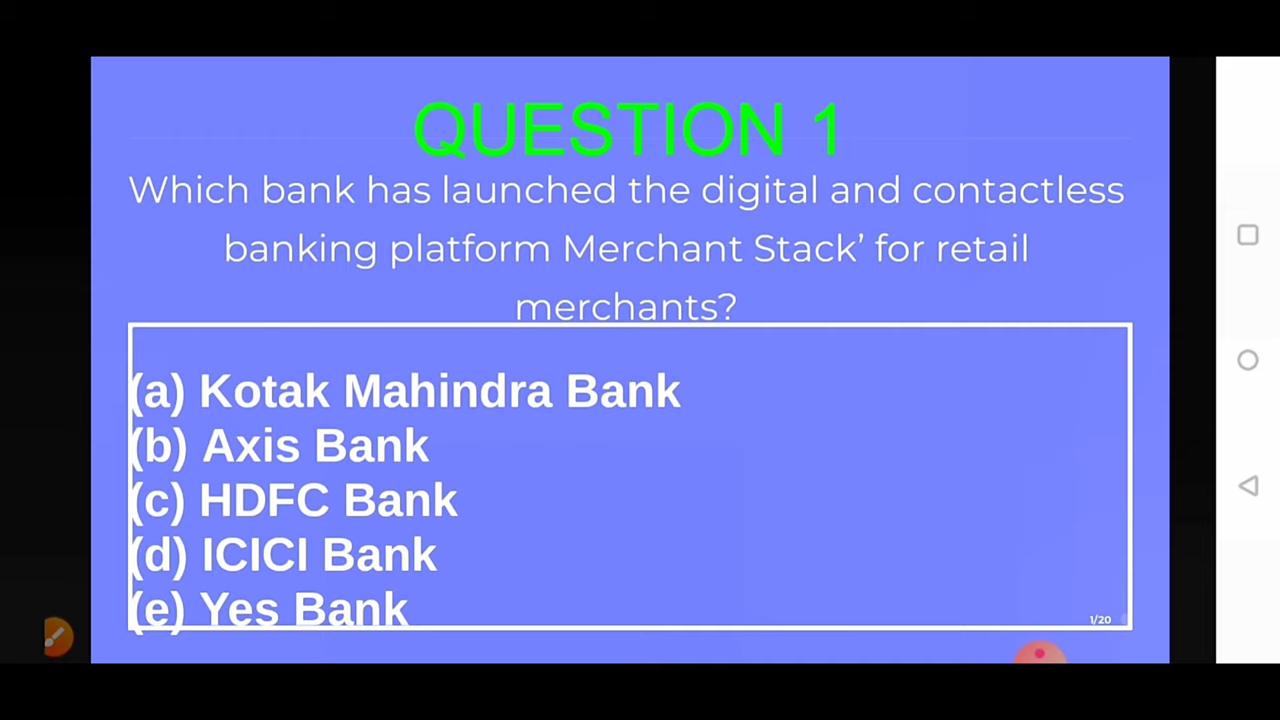 QUESTION 1
Which bank has launched the digital and contactless
banking platform Merchant Stack’ for retail
merchants?
(a) Kotak Mahindra Bank
(b) Axis Bank
(c) HDFC Bank
(d) ICICI Bank
(e) Yes Bank
1/20